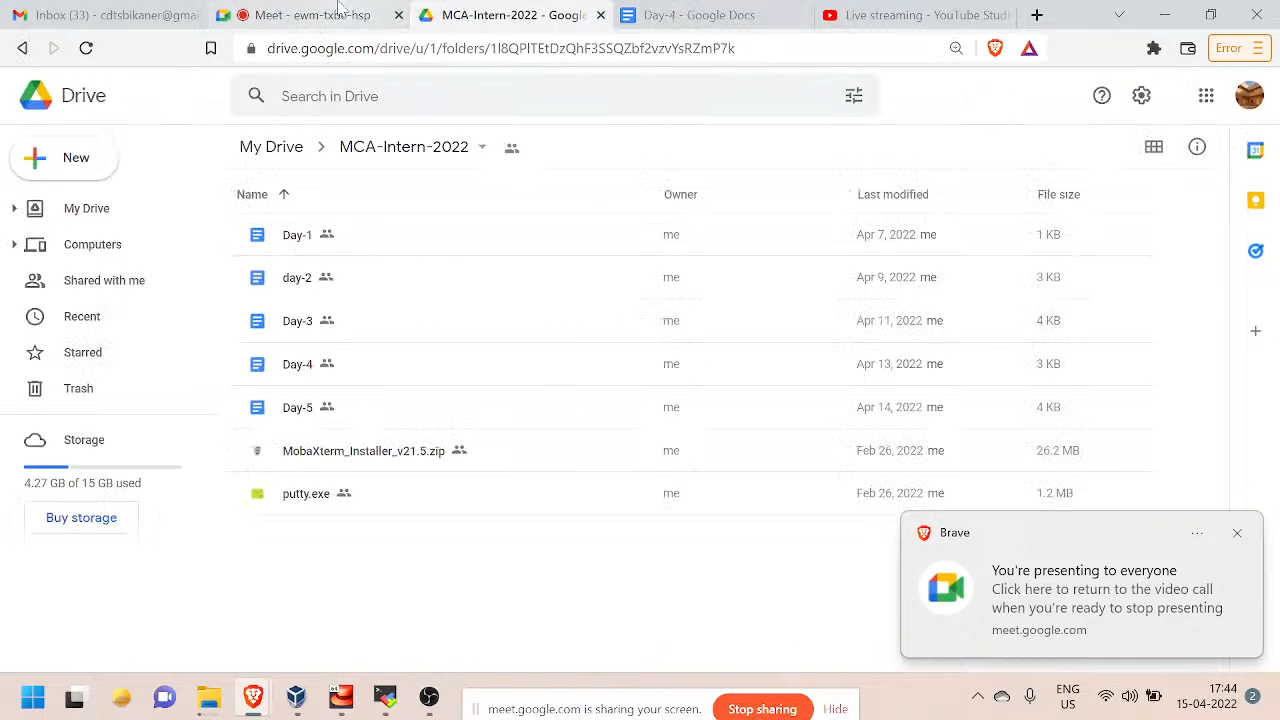 Inbox (33) - cdribm@gmail
Meet - ewm-txh
MCA-Intern-2022 - Google
Day-4 - Google Docs
Live streaming - YouTube Studi
drive.google.com/drive/u/1/folders/
Error
Drive
Search in Drive
New
My Drive
Computers
Shared with me
Recent
Starred
Trash
Storage
4.27 GB of 15 GB used
Buy storage
My Drive > MCA-Intern-2022
Name Owner Last modified File size
Day-1 me Apr 7, 2022 me 1 KB
day-2 me Apr 9, 2022 me 3 KB
Day-3 me Apr 11, 2022 me 4 KB
Day-4 me Apr 13, 2022 me 3 KB
Day-5 me Apr 14, 2022 me 4 KB
MobaXterm_Installer_v21.5.zip me Feb 26, 2022 me 26.2 MB
putty.exe me Feb 26, 2022 me 1.2 MB
31
Brave
You're presenting to everyone
Click here to return to the video call
when you're ready to stop presenting
meet.google.com
64
meet.google.com is sharing your screen.
Stop sharing
Hide
ENG
US
17:44
15-04-2022
2